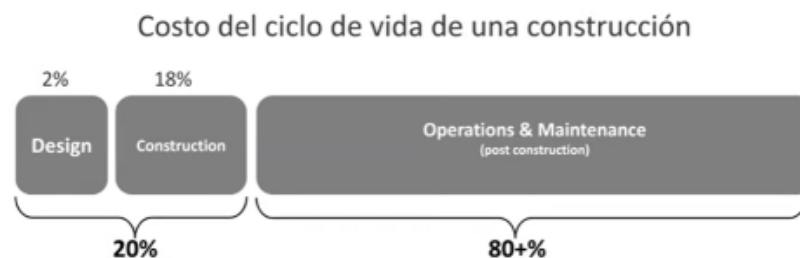 Costo del ciclo de vida de una construcción
2% 18%
Design Construction Operations & Maintenance
(post construction)
20% 80+%